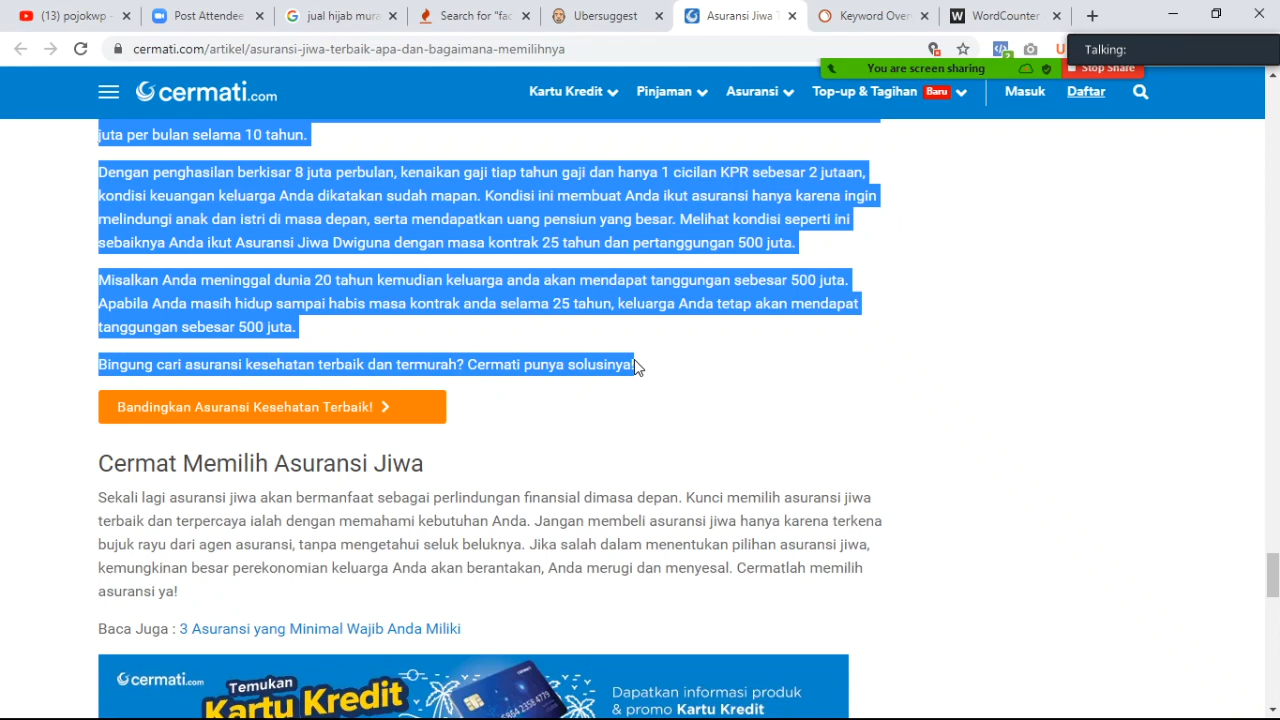 (13) pojokwp -
Post Attendee
jual hijab mura
Search for "fac
Ubersuggest
Asuransi Jiwa T
Keyword Over
WordCounter
cermati.com/artikel/asuransi-jiwa-terbaik-apa-dan-bagaimana-memilihnya
Talking:
You are screen sharing
Stop Share
cermati.com
Kartu Kredit
Pinjaman
Asuransi
Top-up & Tagihan Baru
Masuk
Daftar
juta per bulan selama 10 tahun.
Dengan penghasilan berkisar 8 juta perbulan, kenaikan gaji tiap tahun gaji dan hanya 1 cicilan KPR sebesar 2 jutaan,
kondisi keuangan keluarga Anda dikatakan sudah mapan. Kondisi ini membuat Anda ikut asuransi hanya karena ingin
melindungi anak dan istri di masa depan, serta mendapatkan uang pensiun yang besar. Melihat kondisi seperti ini
sebaiknya Anda ikut Asuransi Jiwa Dwiguna dengan masa kontrak 25 tahun dan pertanggungan 500 juta.
Misalkan Anda meninggal dunia 20 tahun kemudian keluarga anda akan mendapat tanggungan sebesar 500 juta.
Apabila Anda masih hidup sampai habis masa kontrak anda selama 25 tahun, keluarga Anda tetap akan mendapat
tanggungan sebesar 500 juta.
Bingung cari asuransi kesehatan terbaik dan termurah? Cermati punya solusinya!
Bandingkan Asuransi Kesehatan Terbaik!
Cermat Memilih Asuransi Jiwa
Sekali lagi asuransi jiwa akan bermanfaat sebagai perlindungan finansial dimasa depan. Kunci memilih asuransi jiwa
terbaik dan terpercaya ialah dengan memahami kebutuhan Anda. Jangan membeli asuransi jiwa hanya karena terkena
bujuk rayu dari agen asuransi, tanpa mengetahui seluk beluknya. Jika salah dalam menentukan pilihan asuransi jiwa,
kemungkinan besar perekonomian keluarga Anda akan berantakan, Anda merugi dan menyesal. Cermatlah memilih
asuransi ya!
Baca Juga : 3 Asuransi yang Minimal Wajib Anda Miliki
cermati.com
Temukan
Kartu Kredit
Dapatkan informasi produk
& promo Kartu Kredit